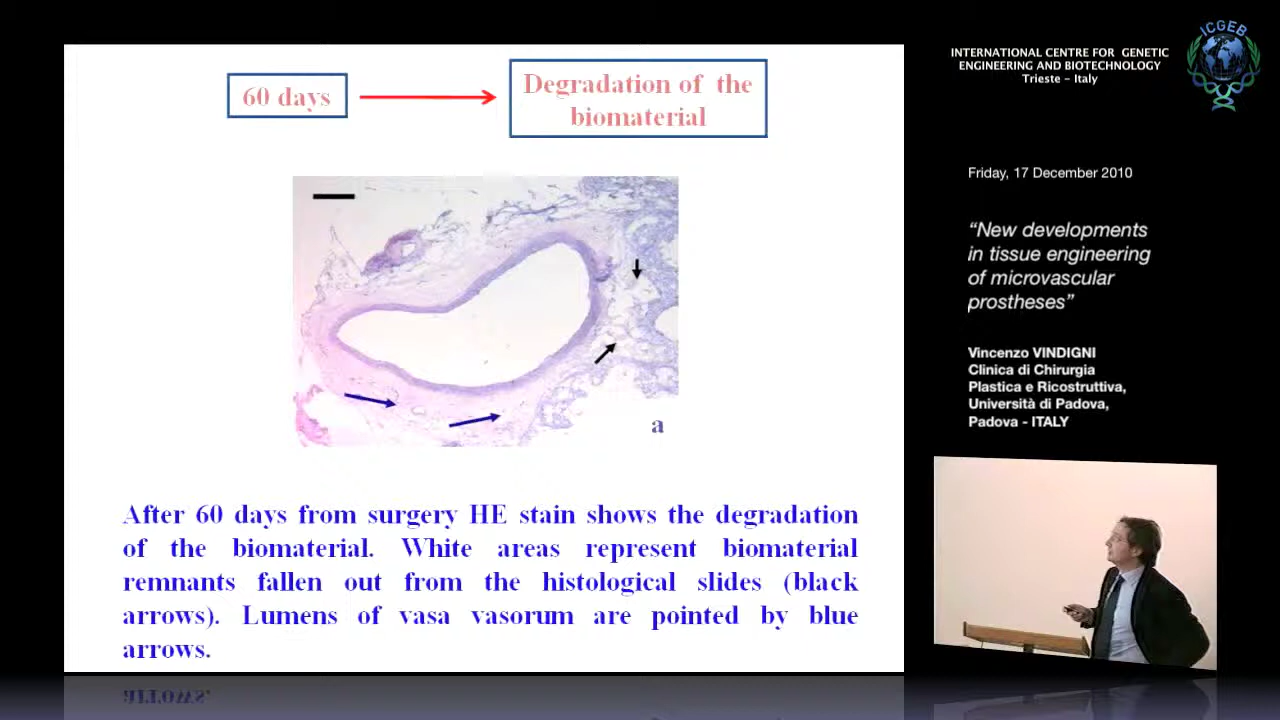 60 days
Degradation of the
biomaterial
a
After 60 days from surgery HE stain shows the degradation
of the biomaterial. White areas represent biomaterial
remnants fallen out from the histological slides (black
arrows). Lumens of vasa vasorum are pointed by blue
arrows.
INTERNATIONAL CENTRE FOR GENETIC
ENGINEERING AND BIOTECHNOLOGY
Trieste - Italy
ICGEB
Friday, 17 December 2010
“New developments
in tissue engineering
of microvascular
prostheses”
Vincenzo VINDIGNI
Clinica di Chirurgia
Plastica e Ricostruttiva,
Università di Padova,
Padova - ITALY